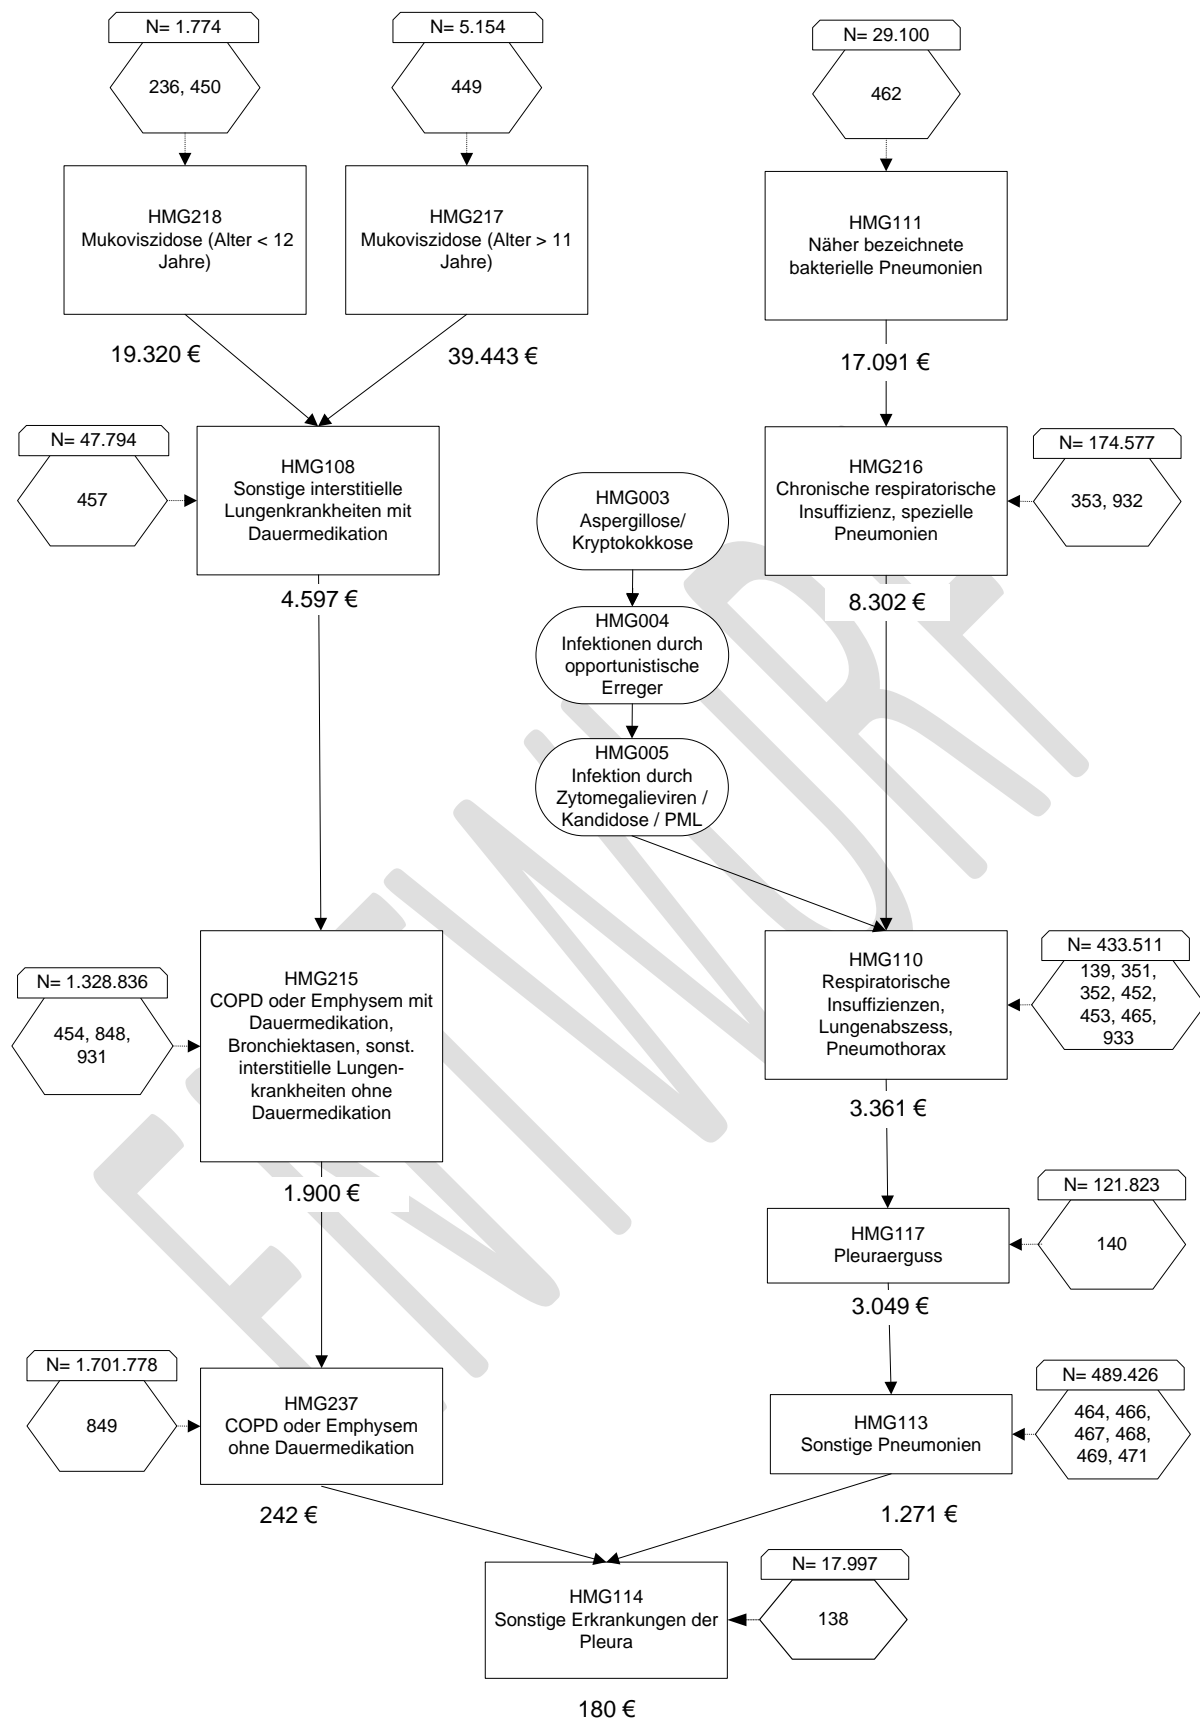 N= 1.774
236, 450
HMG218
Mukoviszidose (Alter < 12
Jahre)
19.320 €
N= 5.154
449
HMG217
Mukoviszidose (Alter > 11
Jahre)
39.443 €
N= 29.100
462
HMG111
Näher bezeichnete
bakterielle Pneumonien
17.091 €
N= 47.794
457
HMG108
Sonstige interstitielle
Lungenkrankheiten mit
Dauermedikation
4.597 €
HMG003
Aspergillose/
Kryptokokkose
HMG004
Infektionen durch
opportunistische
Erreger
HMG005
Infektion durch
Zytomegalieviren /
Kandidose / PML
HMG216
Chronische respiratorische
Insuffizienz, spezielle
Pneumonien
8.302 €
N= 174.577
353, 932
N= 1.328.836
454, 848,
931
HMG215
COPD oder Emphysem mit
Dauermedikation,
Bronchiektasen, sonst.
interstitielle Lungen-
krankheiten ohne
Dauermedikation
1.900 €
HMG110
Respiratorische
Insuffizienzen,
Lungenabszess,
Pneumothorax
3.361 €
N= 433.511
139, 351,
352, 452,
453, 465,
933
HMG117
Pleuraerguss
3.049 €
N= 121.823
140
N= 1.701.778
849
HMG237
COPD oder Emphysem
ohne Dauermedikation
242 €
HMG113
Sonstige Pneumonien
1.271 €
N= 489.426
464, 466,
467, 468,
469, 471
HMG114
Sonstige Erkrankungen der
Pleura
180 €
N= 17.997
138
ENTWURF